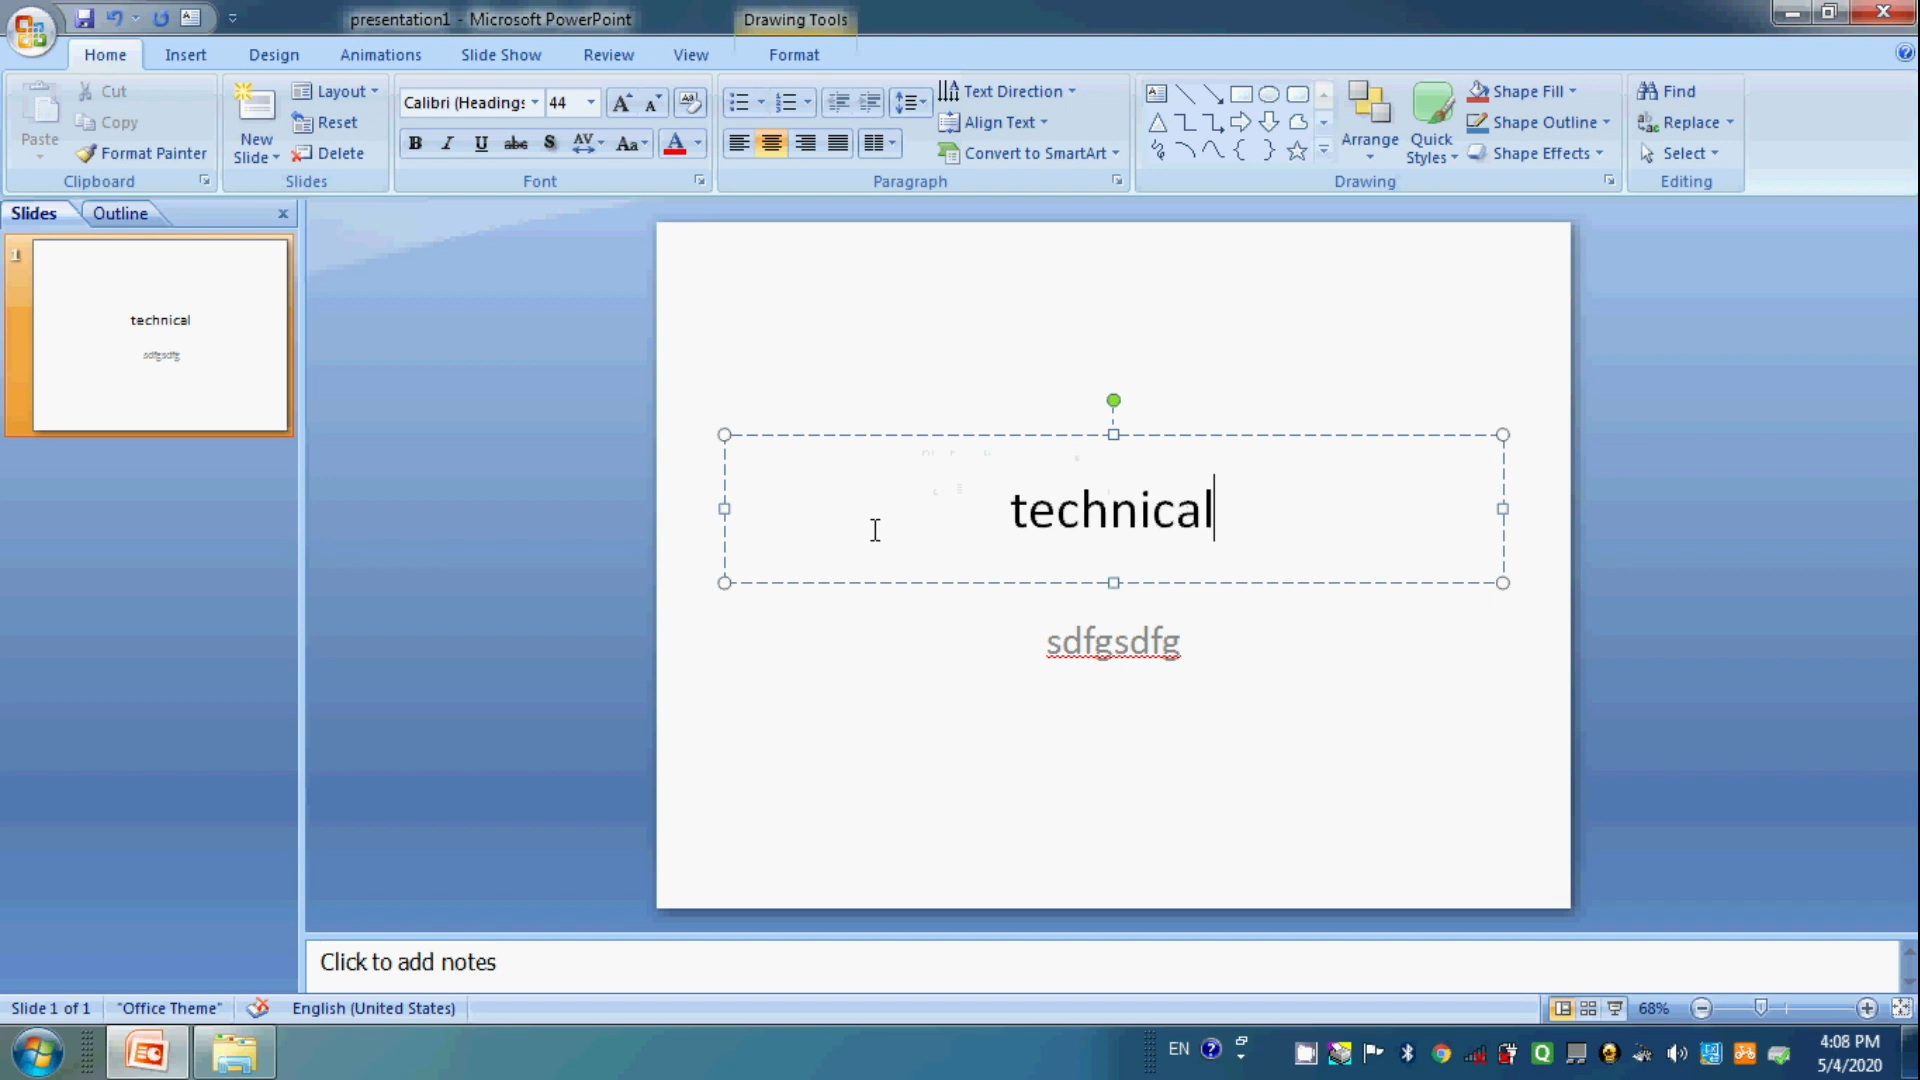 presentation1 - Microsoft PowerPoint
Drawing Tools
Home
Insert
Design
Animations
Slide Show
Review
View
Format
Paste
Cut
Copy
Format Painter
Clipboard
New
Slide
Layout
Reset
Delete
Slides
Calibri (Headings
44
Font
Text Direction
Align Text
Convert to SmartArt
Paragraph
Arrange
Quick
Styles
Shape Fill
Shape Outline
Shape Effects
Drawing
Find
Replace
Select
Editing
Slides
Outline
1
technical
sdfgsdfg
technical
sdfgsdfg
Click to add notes
Slide 1 of 1
"Office Theme"
English (United States)
68%
EN
4:08 PM
5/4/2020